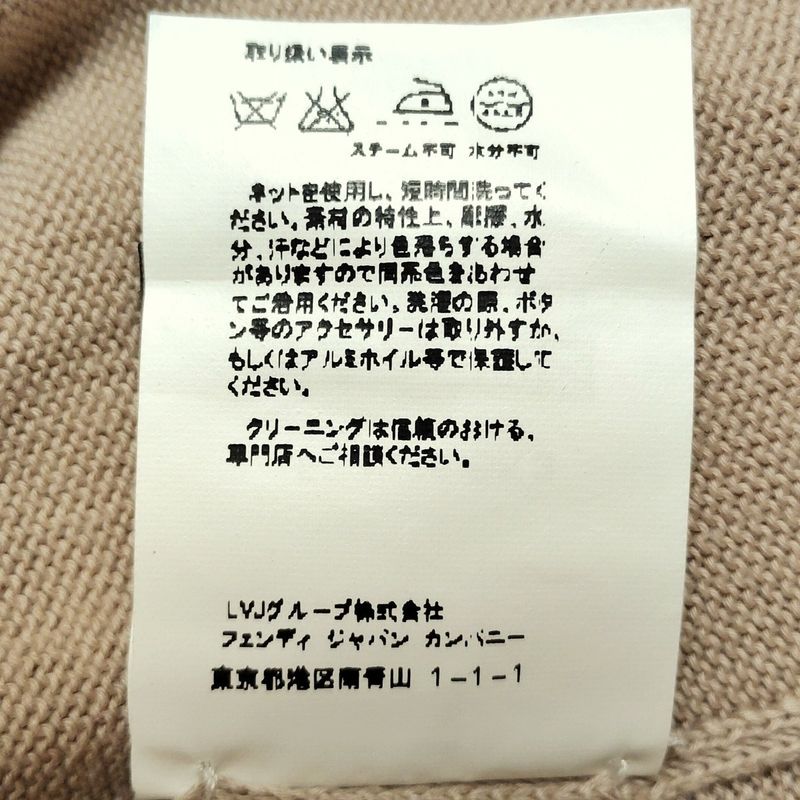 取り扱い表示
スチーム不可 水分不可
ネットを使用し、短時間洗ってく
ださい。素材の特性上、摩擦、水
分、汗などにより色落ちする場合
がありますので同系色をあわせ
てご着用ください。洗濯の際、ボタ
ン等のアクセサリーは取り外すか、
もしくはアルミホイル等で保護して
ください。
クリーニングは信頼のおける、
専門店へご相談ください。
LVJグループ株式会社
フェンディ ジャパン カンパニー
東京都港区南青山 1-1-1